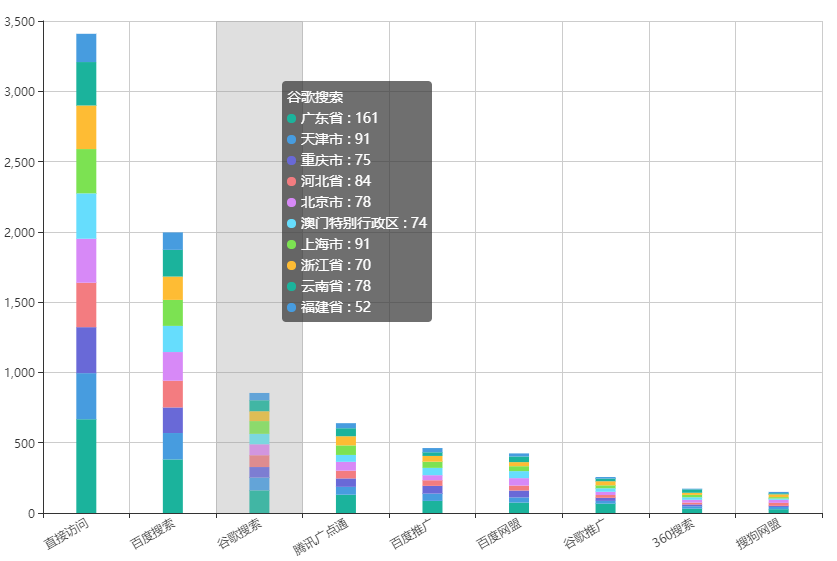 3,500
3,000
2,500
2,000
1,500
1,000
500
0
谷歌搜索
广东省 : 161
天津市 : 91
重庆市 : 75
河北省 : 84
北京市 : 78
澳门特别行政区 : 74
上海市 : 91
浙江省 : 70
云南省 : 78
福建省 : 52
直接访问
百度搜索
谷歌搜索
腾讯广点通
百度推广
百度网盟
谷歌推广
360搜索
搜狗网盟